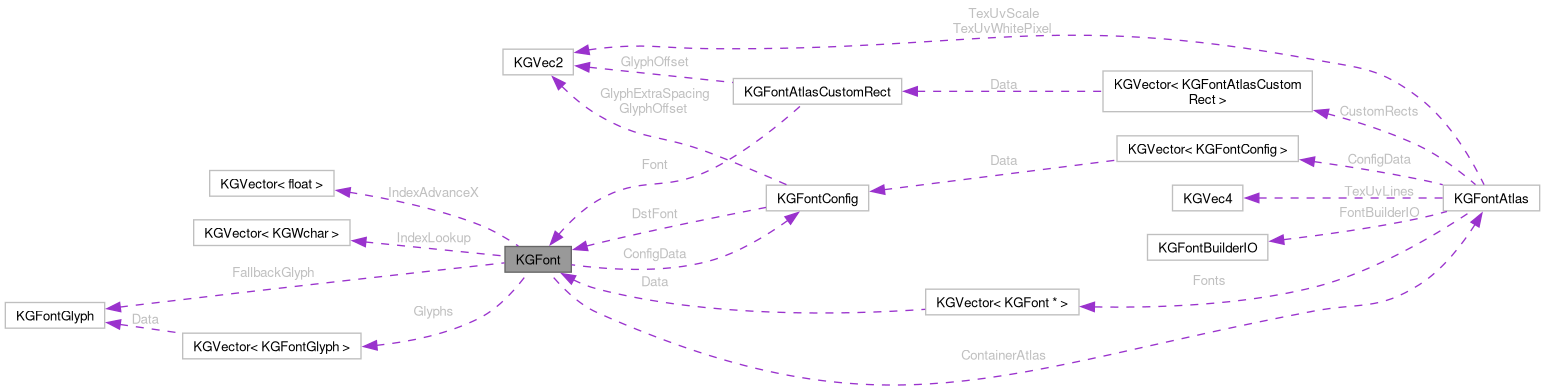 TexUvScale
TexUvWhitePixel
KGVec2
GlyphOffset
KGFontAtlasCustomRect
Data
KGVector< KGFontAtlasCustom
Rect >
GlyphExtraSpacing
GlyphOffset
CustomRects
KGVector< KGFontConfig >
ConfigData
Font
Data
KGVector< float >
IndexAdvanceX
KGFontConfig
KGVec4
TexUvLines
KGFontAtlas
DstFont
FontBuilderIO
KGVector< KGWchar >
IndexLookup
KGFontBuilderIO
KGFont
ConfigData
FallbackGlyph
Data
Fonts
KGVector< KGFont * >
KGFontGlyph
Data
Glyphs
KGVector< KGFontGlyph >
ContainerAtlas